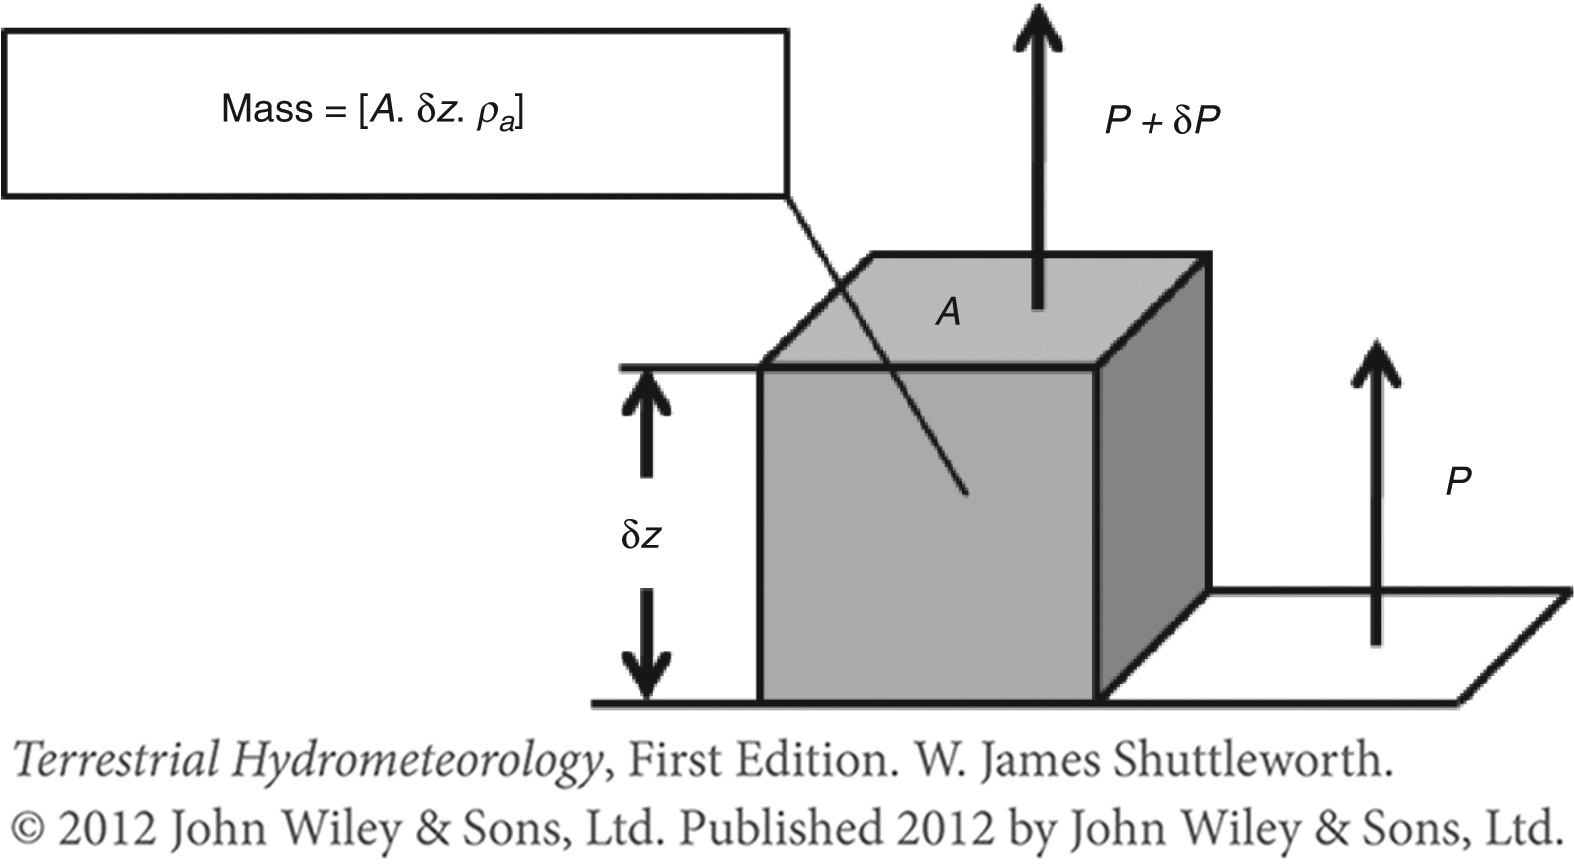 Mass = [A. δz. ρa]
P + δP
A
δz
P
Terrestrial Hydrometeorology, First Edition. W. James Shuttleworth.
© 2012 John Wiley & Sons, Ltd. Published 2012 by John Wiley & Sons, Ltd.